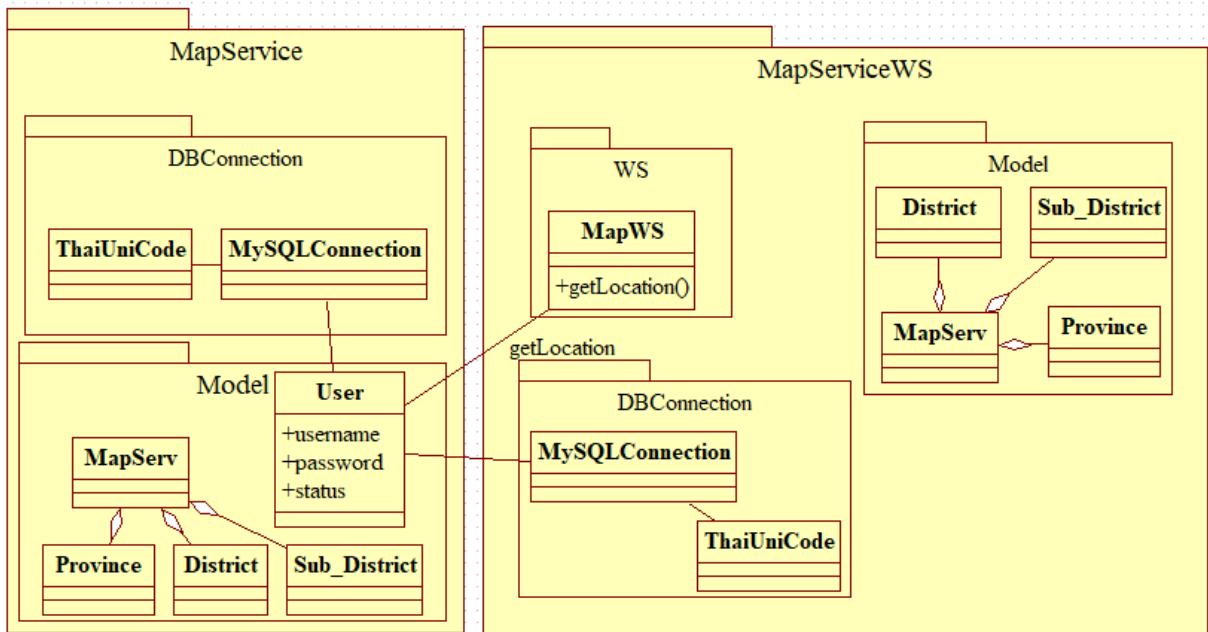 MapService
DBConnection
ThaiUniCode
MySQLConnection
Model
User
+username
+password
+status
MapServ
Province
District
Sub_District
MapServiceWS
WS
MapWS
+getLocation()
Model
District
Sub_District
MapServ
Province
getLocation
DBConnection
MySQLConnection
ThaiUniCode